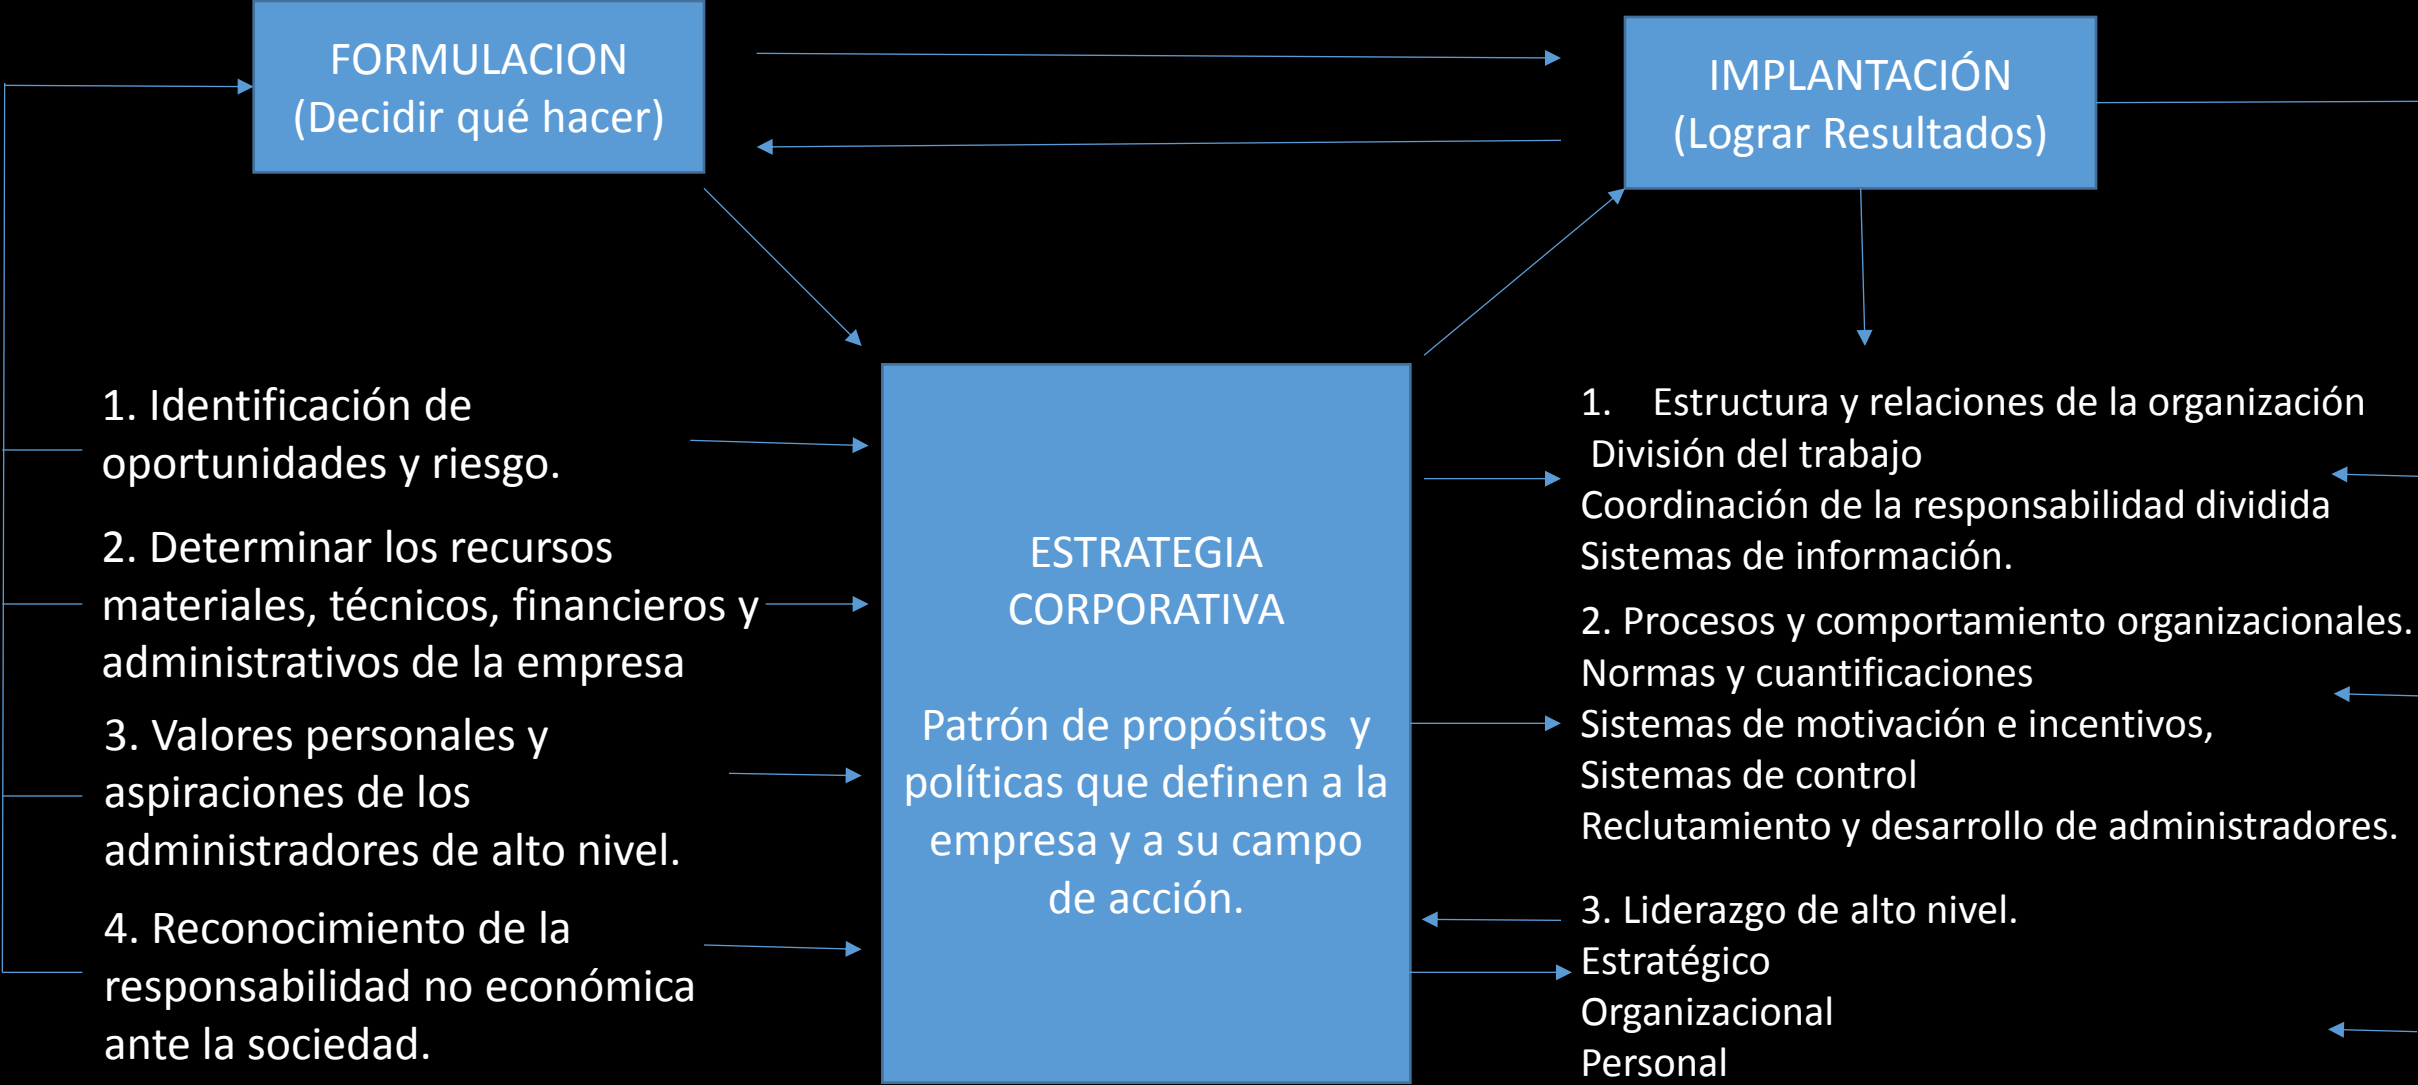 FORMULACION
(Decidir qué hacer)
IMPLANTACIÓN
(Lograr Resultados)
1. Identificación de
oportunidades y riesgo.
2. Determinar los recursos
materiales, técnicos, financieros y
administrativos de la empresa
3. Valores personales y
aspiraciones de los
administradores de alto nivel.
4. Reconocimiento de la
responsabilidad no económica
ante la sociedad.
ESTRATEGIA
CORPORATIVA
Patrón de propósitos y
políticas que definen a la
empresa y a su campo
de acción.
1. Estructura y relaciones de la organización
División del trabajo
Coordinación de la responsabilidad dividida
Sistemas de información.
2. Procesos y comportamiento organizacionales.
Normas y cuantificaciones
Sistemas de motivación e incentivos,
Sistemas de control
Reclutamiento y desarrollo de administradores.
3. Liderazgo de alto nivel.
Estratégico
Organizacional
Personal